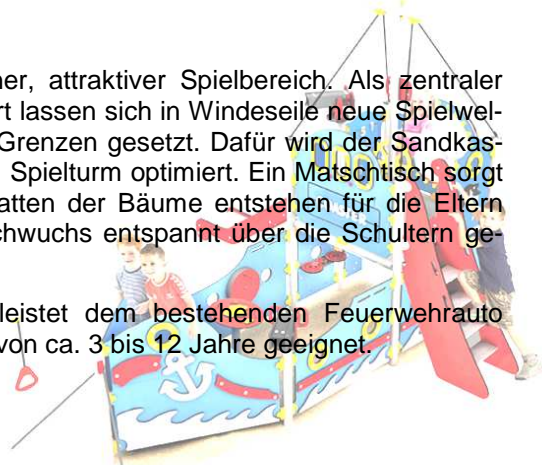 ner, attraktiver Spielbereich. Als zentraler
rt lassen sich in Windeseile neue Spielwel-
Grenzen gesetzt. Dafür wird der Sandkas-
Spielturm optimiert. Ein Matschtisch sorgt
atten der Bäume entstehen für die Eltern
chwuchs entspannt über die Schultern ge-
leistet dem bestehenden Feuerwehrauto
von ca. 3 bis 12 Jahre geeignet.